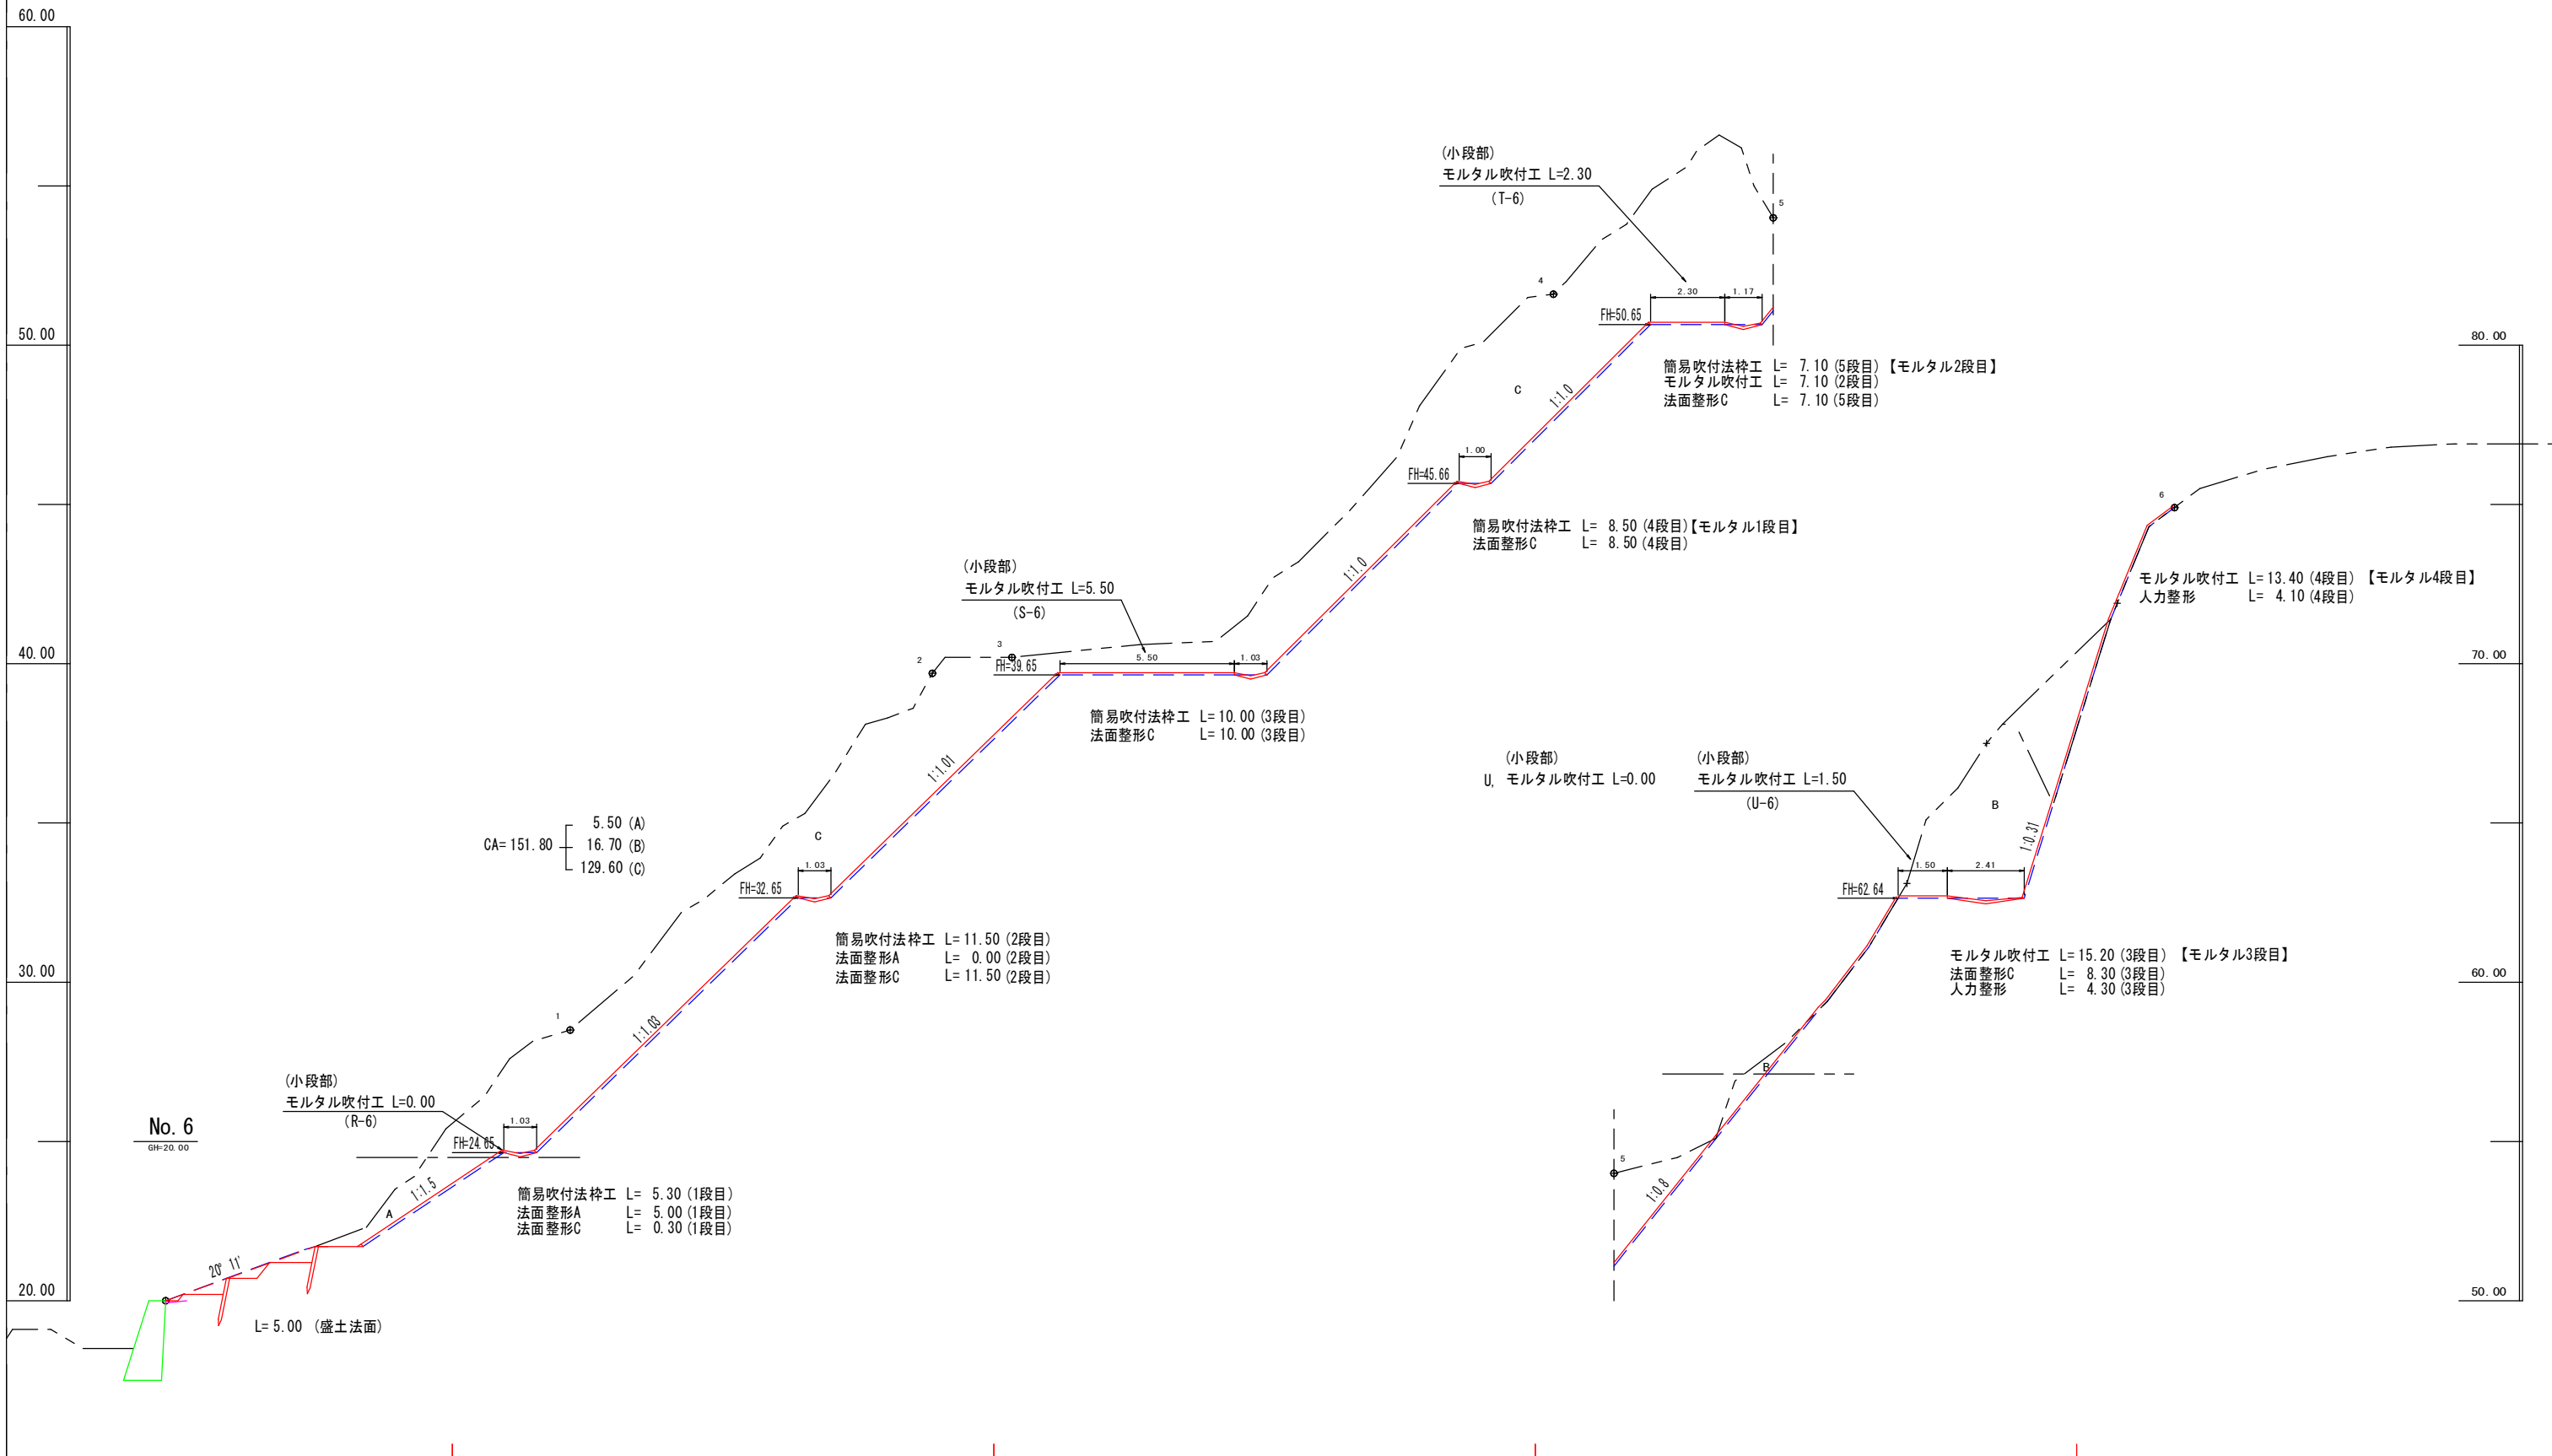 60.00
50.00
40.00
30.00
20.00
80.00
70.00
60.00
50.00
(小段部)
モルタル吹付工 L=2.30
(T-6)
5
4
2.30
1.17
FH=50.65
簡易吹付法枠工 L= 7.10 (5段目) 【モルタル2段目】
モルタル吹付工 L= 7.10 (2段目)
法面整形C L= 7.10 (5段目)
C
1:1.0
1.00
FH=45.66
簡易吹付法枠工 L= 8.50 (4段目)【モルタル1段目】
法面整形C L= 8.50 (4段目)
1:1.0
(小段部)
モルタル吹付工 L=5.50
(S-6)
2
3
5.50
1.03
FH=39.65
簡易吹付法枠工 L=10.00 (3段目)
法面整形C L=10.00 (3段目)
1:1.01
CA=151.80
5.50 (A)
16.70 (B)
129.60 (C)
C
1.03
FH=32.65
簡易吹付法枠工 L=11.50 (2段目)
法面整形A L= 0.00 (2段目)
法面整形C L=11.50 (2段目)
1
1:1.03
(小段部)
モルタル吹付工 L=0.00
(R-6)
1.03
FH=24.65
No.6
GH=20.00
1:1.5
A
簡易吹付法枠工 L= 5.30 (1段目)
法面整形A L= 5.00 (1段目)
法面整形C L= 0.30 (1段目)
20° 11'
L=5.00 (盛土法面)
6
モルタル吹付工 L=13.40 (4段目) 【モルタル4段目】
人力整形 L= 4.10 (4段目)
(小段部)
U, モルタル吹付工 L=0.00
(小段部)
モルタル吹付工 L=1.50
(U-6)
B
1:0.31
1.50
2.41
FH=62.64
モルタル吹付工 L=15.20 (3段目) 【モルタル3段目】
法面整形C L= 8.30 (3段目)
人力整形 L= 4.30 (3段目)
B
5
1:0.8